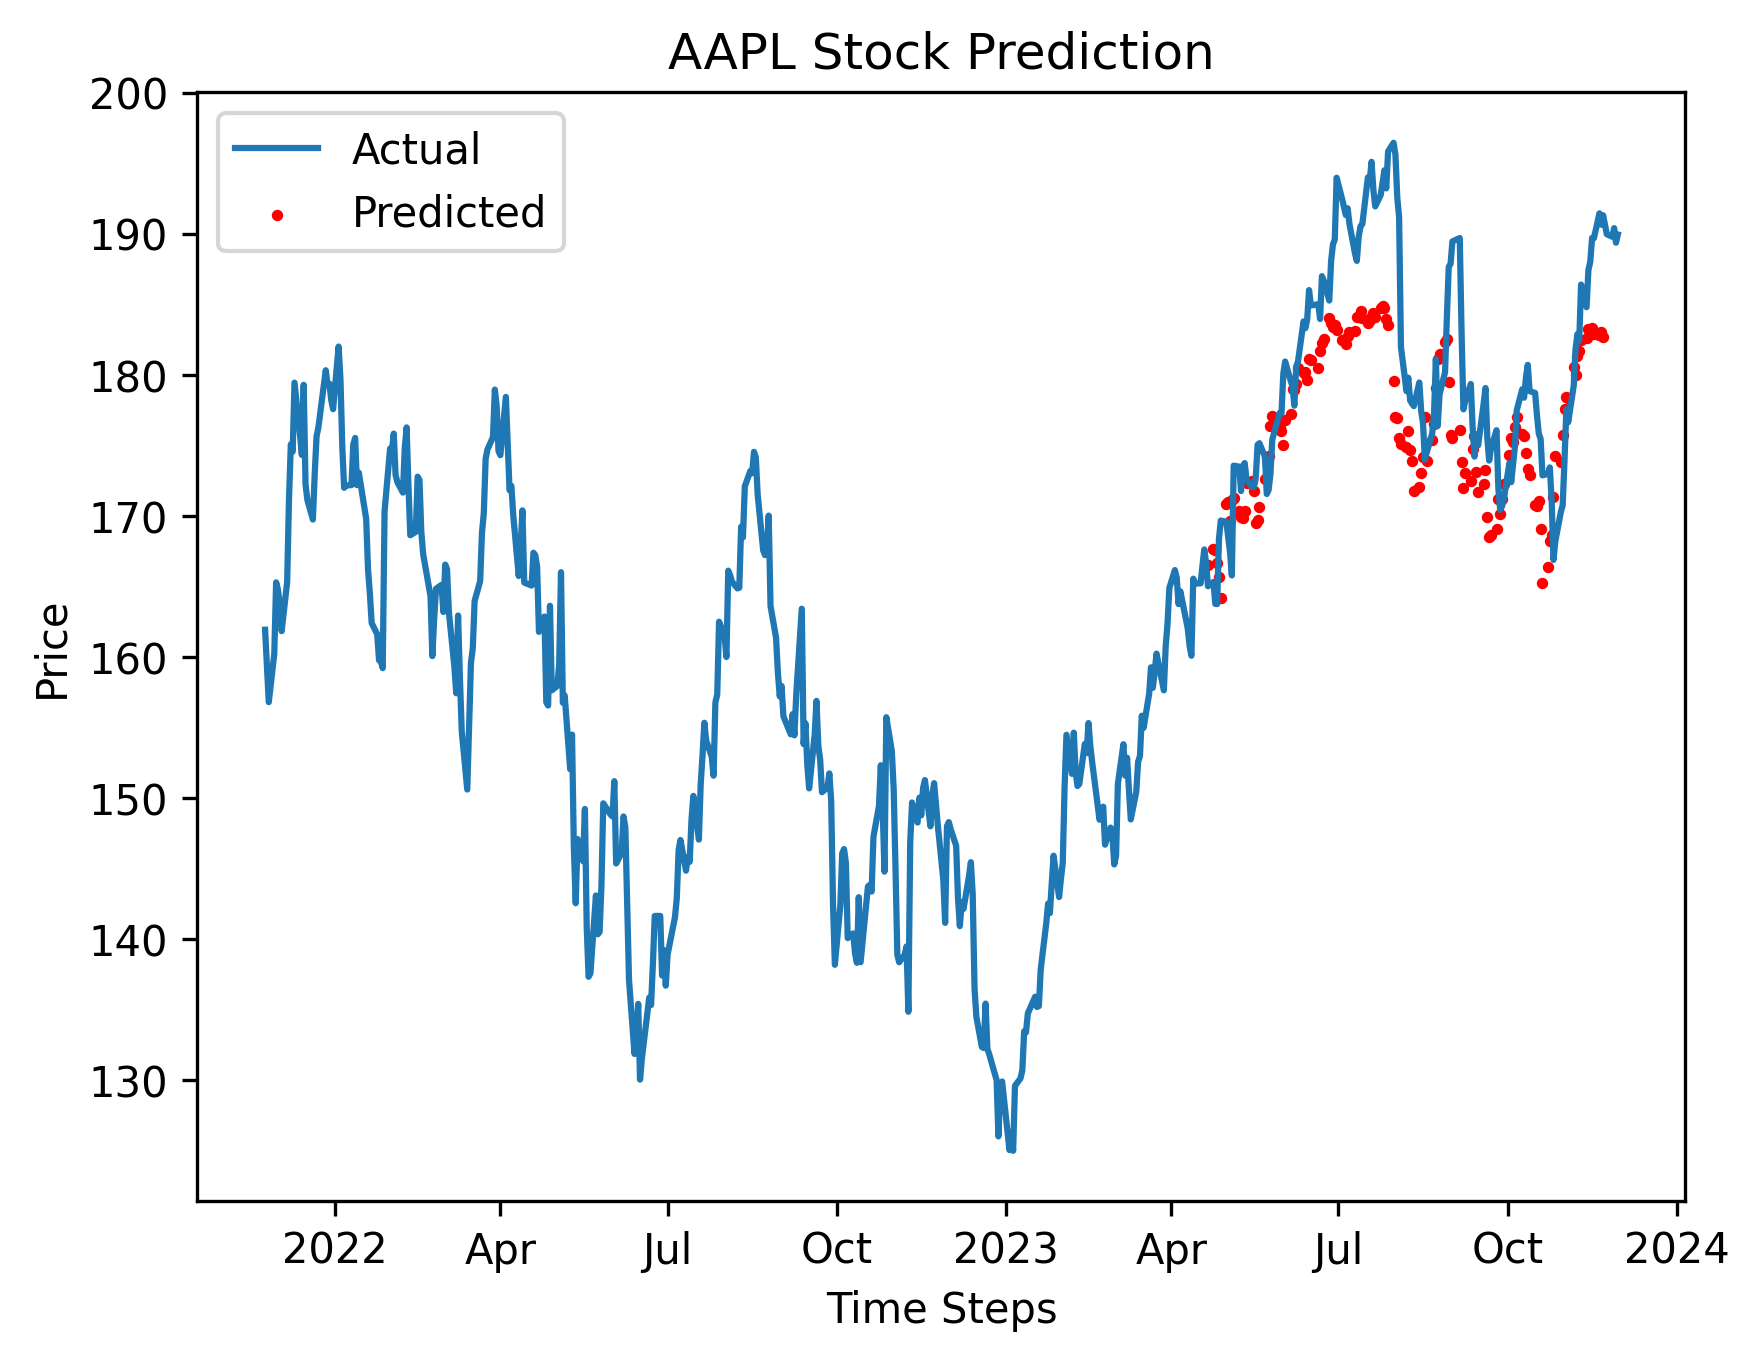 AAPL Stock Prediction
Actual
Predicted
200
190
180
170
160
150
140
130
Price
2022 Apr Jul Oct 2023 Apr Jul Oct 2024
Time Steps